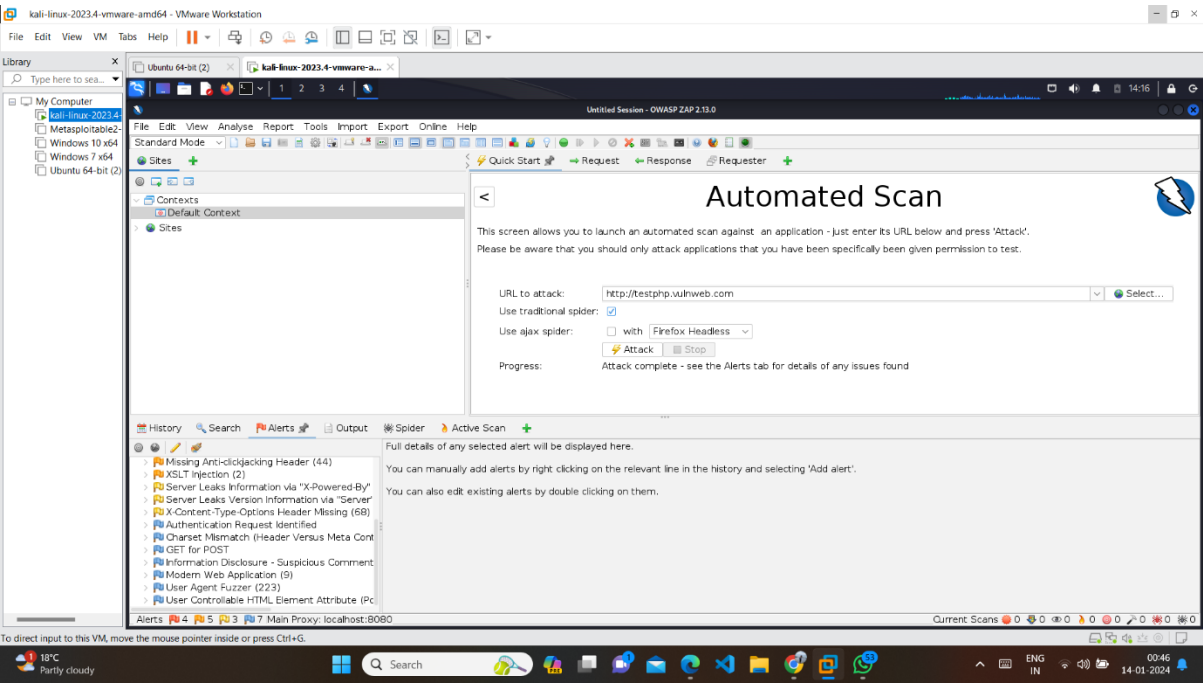 kali-linux-2023.4-vmware-amd64 - VMware Workstation
File Edit View VM Tabs Help
Library X
Type here to sea...
My Computer
kali-linux-2023.4-
Metasploitable2-
Windows 10 x64
Windows 7 x64
Ubuntu 64-bit (2)
Ubuntu 64-bit (2) kali-linux-2023.4-vmware-a...
1 2 3 4 14:16
Untitled Session - OWASP ZAP 2.13.0
File Edit View Analyse Report Tools Import Export Online Help
Standard Mode
Sites Quick Start Request Response Requester
Contexts
Default Context
Sites
< Automated Scan
This screen allows you to launch an automated scan against an application - just enter its URL below and press 'Attack'.
Please be aware that you should only attack applications that you have been specifically been given permission to test.
URL to attack: http://testphp.vulnweb.com Select...
Use traditional spider:
Use ajax spider: with Firefox Headless
Attack Stop
Progress: Attack complete - see the Alerts tab for details of any issues found
History Search Alerts Output Spider Active Scan
Missing Anti-clickjacking Header (44)
XSLT Injection (2)
Server Leaks Information via "X-Powered-By"
Server Leaks Version Information via "Server"
X-Content-Type-Options Header Missing (68)
Authentication Request Identified
Charset Mismatch (Header Versus Meta Cont
GET for POST
Information Disclosure - Suspicious Comment
Modern Web Application (9)
User Agent Fuzzer (223)
User Controllable HTML Element Attribute (Pc
Full details of any selected alert will be displayed here.
You can manually add alerts by right clicking on the relevant line in the history and selecting 'Add alert'.
You can also edit existing alerts by double clicking on them.
Alerts 4 5 3 7 Main Proxy: localhost:8080 Current Scans 0 0 0 0 0 0 0 0
To direct input to this VM, move the mouse pointer inside or press Ctrl+G.
1 18°C
Partly cloudy
Search
53
ENG
IN
00:46
14-01-2024